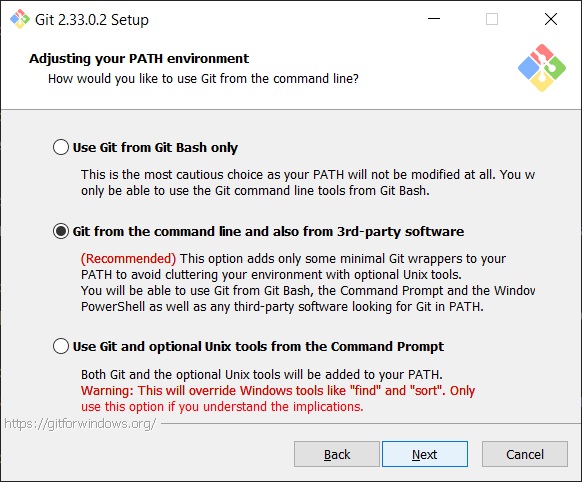 Git 2.33.0.2 Setup
Adjusting your PATH environment
How would you like to use Git from the command line?
Use Git from Git Bash only
This is the most cautious choice as your PATH will not be modified at all. You w
only be able to use the Git command line tools from Git Bash.
Git from the command line and also from 3rd-party software
(Recommended) This option adds only some minimal Git wrappers to your
PATH to avoid cluttering your environment with optional Unix tools.
You will be able to use Git from Git Bash, the Command Prompt and the Window
PowerShell as well as any third-party software looking for Git in PATH.
Use Git and optional Unix tools from the Command Prompt
Both Git and the optional Unix tools will be added to your PATH.
Warning: This will override Windows tools like "find" and "sort". Only
use this option if you understand the implications.
https://gitforwindows.org/
Back Next Cancel